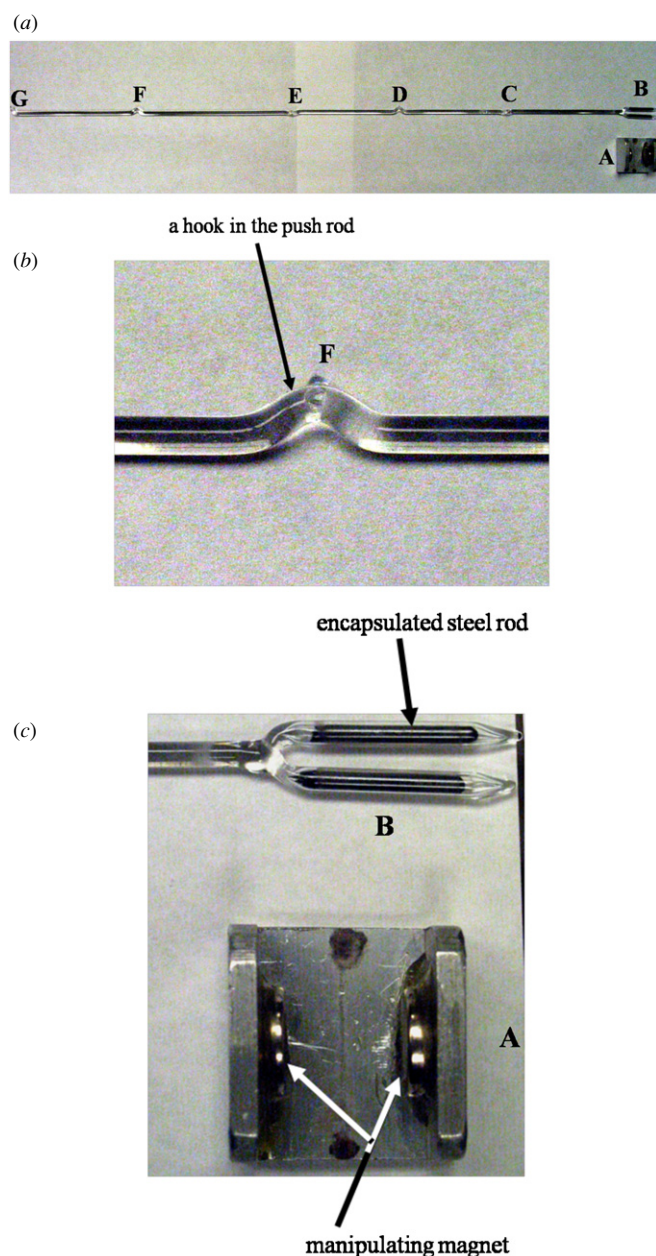 (a)
G F E D C B
A
a hook in the push rod
(b)
F
encapsulated steel rod
(c)
B
A
manipulating magnet